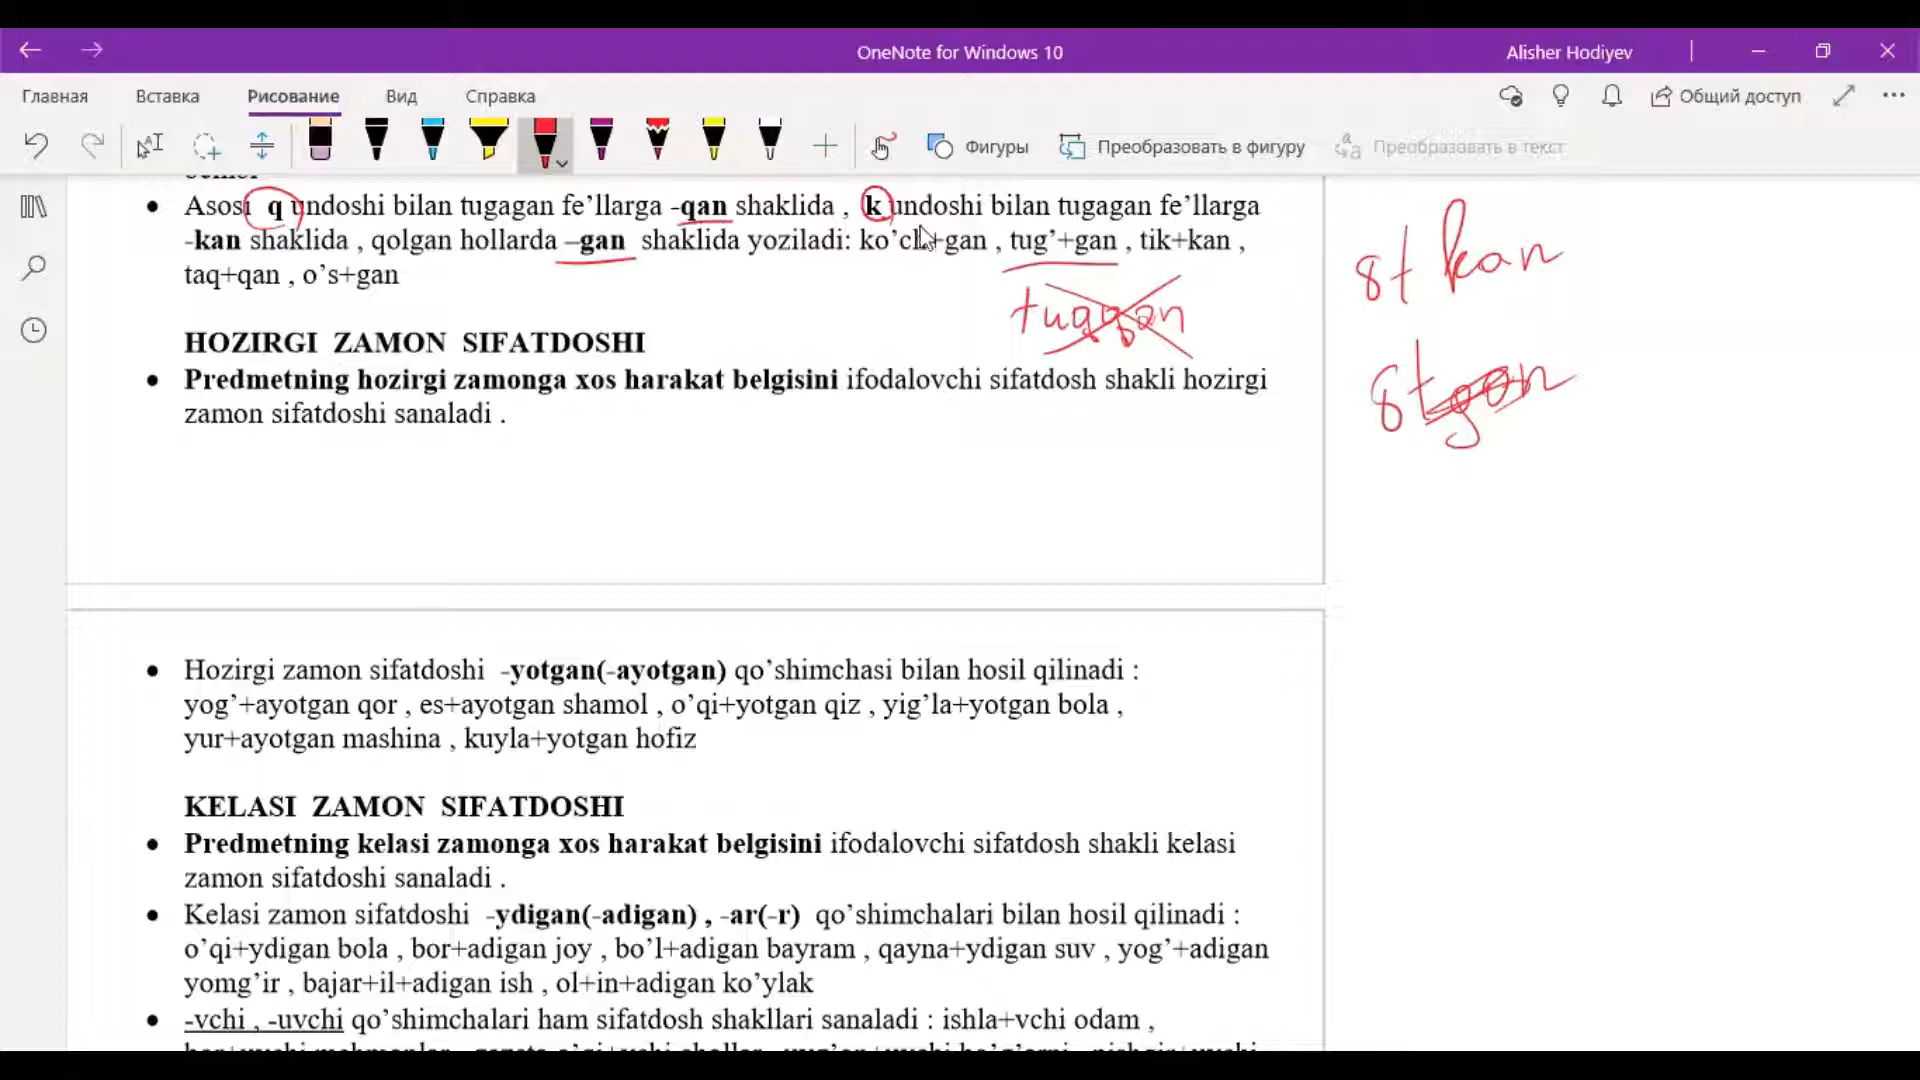 OneNote for Windows 10
Alisher Hodiyev
Главная Вставка Рисование Вид Справка
Общий доступ
Фигуры Преобразовать в фигуру Преобразовать в текст
Asosi q undoshi bilan tugagan fe’llarga -qan shaklida , k undoshi bilan tugagan fe’llarga
-kan shaklida , qolgan hollarda –gan shaklida yoziladi: ko’ch+gan , tug’+gan , tik+kan ,
taq+qan , o’s+gan
tuqqan
8t kan
8tgan
HOZIRGI ZAMON SIFATDOSHI
Predmetning hozirgi zamonga xos harakat belgisini ifodalovchi sifatdosh shakli hozirgi
zamon sifatdoshi sanaladi .
Hozirgi zamon sifatdoshi -yotgan(-ayotgan) qo’shimchasi bilan hosil qilinadi :
yog’+ayotgan qor , es+ayotgan shamol , o’qi+yotgan qiz , yig’la+yotgan bola ,
yur+ayotgan mashina , kuyla+yotgan hofiz
KELASI ZAMON SIFATDOSHI
Predmetning kelasi zamonga xos harakat belgisini ifodalovchi sifatdosh shakli kelasi
zamon sifatdoshi sanaladi .
Kelasi zamon sifatdoshi -ydigan(-adigan) , -ar(-r) qo’shimchalari bilan hosil qilinadi :
o’qi+ydigan bola , bor+adigan joy , bo’l+adigan bayram , qayna+ydigan suv , yog’+adigan
yomg’ir , bajar+il+adigan ish , ol+in+adigan ko’ylak
-vchi , -uvchi qo’shimchalari ham sifatdosh shakllari sanaladi : ishla+vchi odam ,